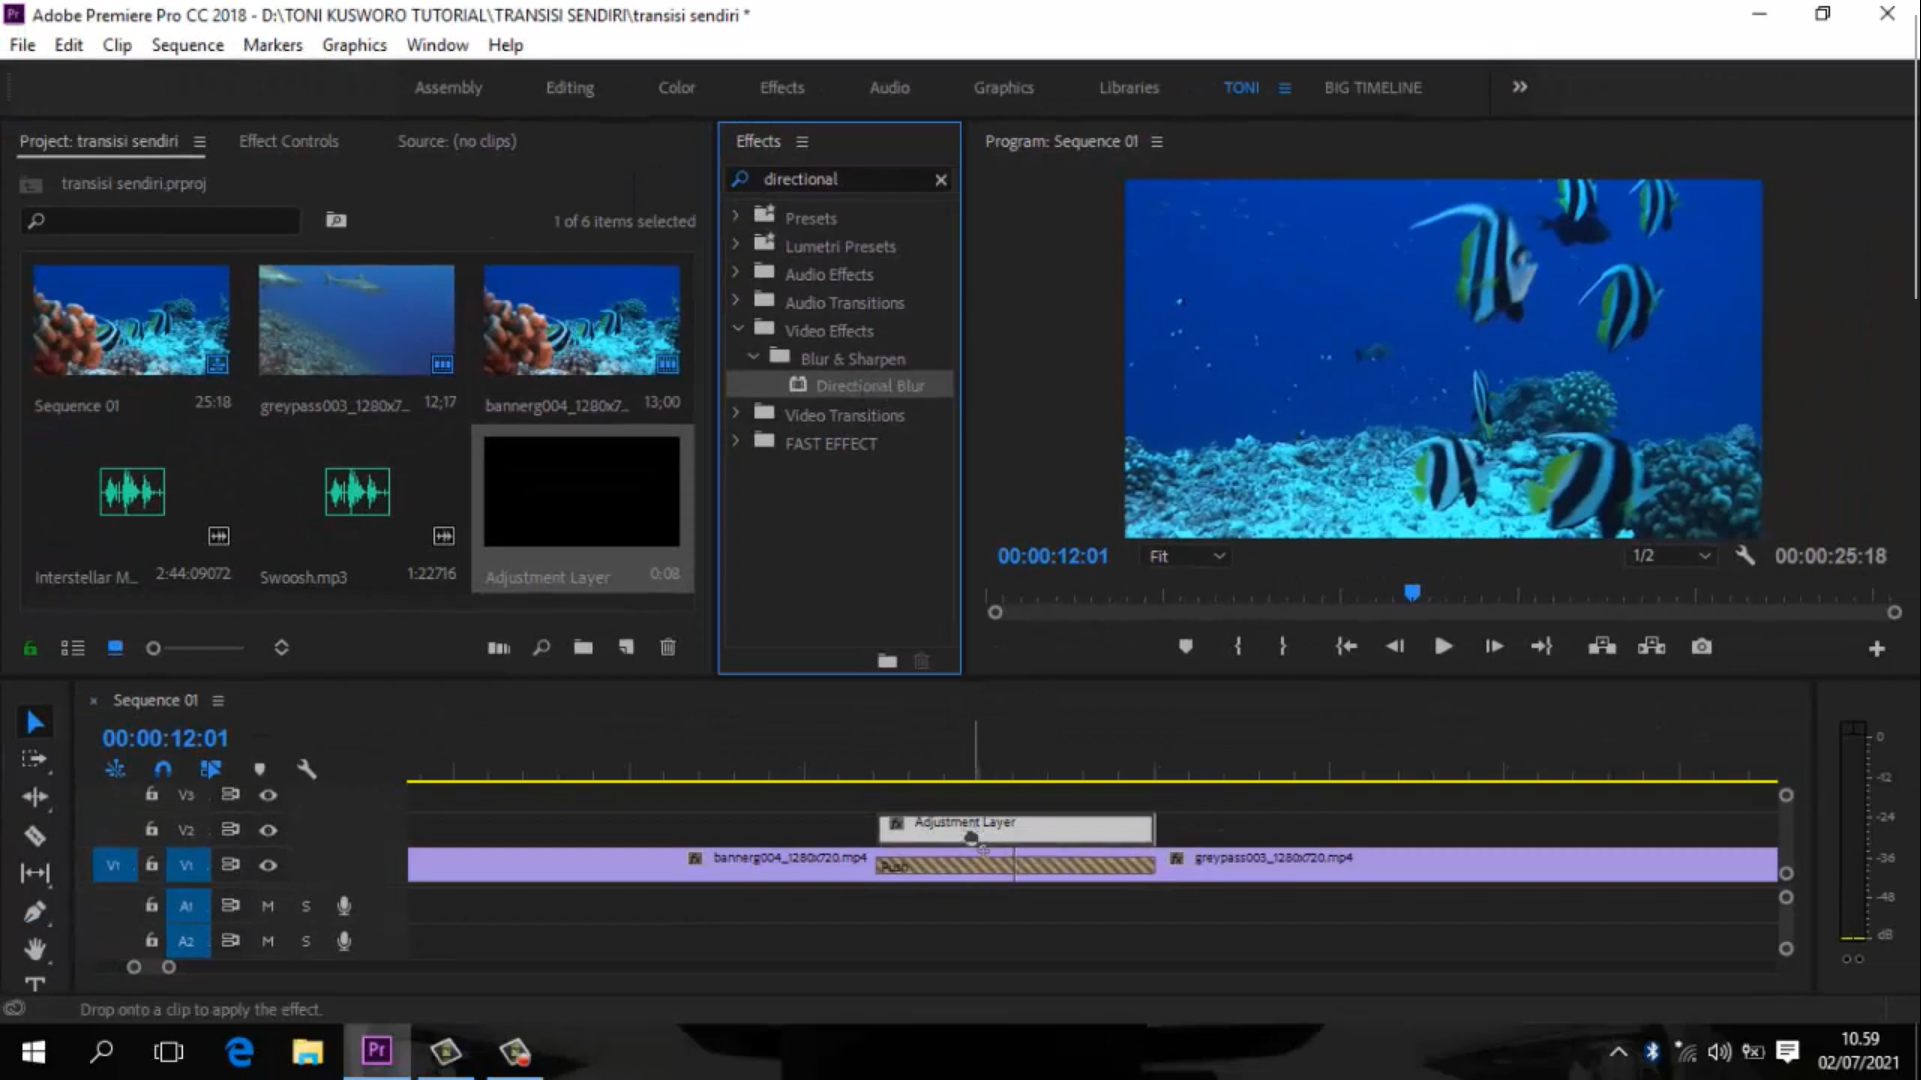 Adobe Premiere Pro CC 2018 - D:\TONI KUSWORO TUTORIAL\TRANSISI SENDIRI\transisi sendiri *
File Edit Clip Sequence Markers Graphics Window Help
Assembly Editing Color Effects Audio Graphics Libraries TONI BIG TIMELINE
Project: transisi sendiri Effect Controls Source: (no clips)
transisi sendiri.prproj
1 of 6 items selected
Sequence 01 25:18
greypass003_1280x7... 12;17
bannerg004_1280x7... 13;00
Interstellar M... 2:44:09072
Swoosh.mp3 1:22716
Adjustment Layer 0:08
Effects
directional
Presets
Lumetri Presets
Audio Effects
Audio Transitions
Video Effects
Blur & Sharpen
Directional Blur
Video Transitions
FAST EFFECT
Program: Sequence 01
00:00:12:01 Fit 1/2 00:00:25:18
× Sequence 01
00:00:12:01
V3
V2 Adjustment Layer
V1 V1 bannerg004_1280x720.mp4 Push greypass003_1280x720.mp4
A1 M S
A2 M S
0
-12
-24
-36
-48
dB
Drop onto a clip to apply the effect.
Pr
10.59
02/07/2021